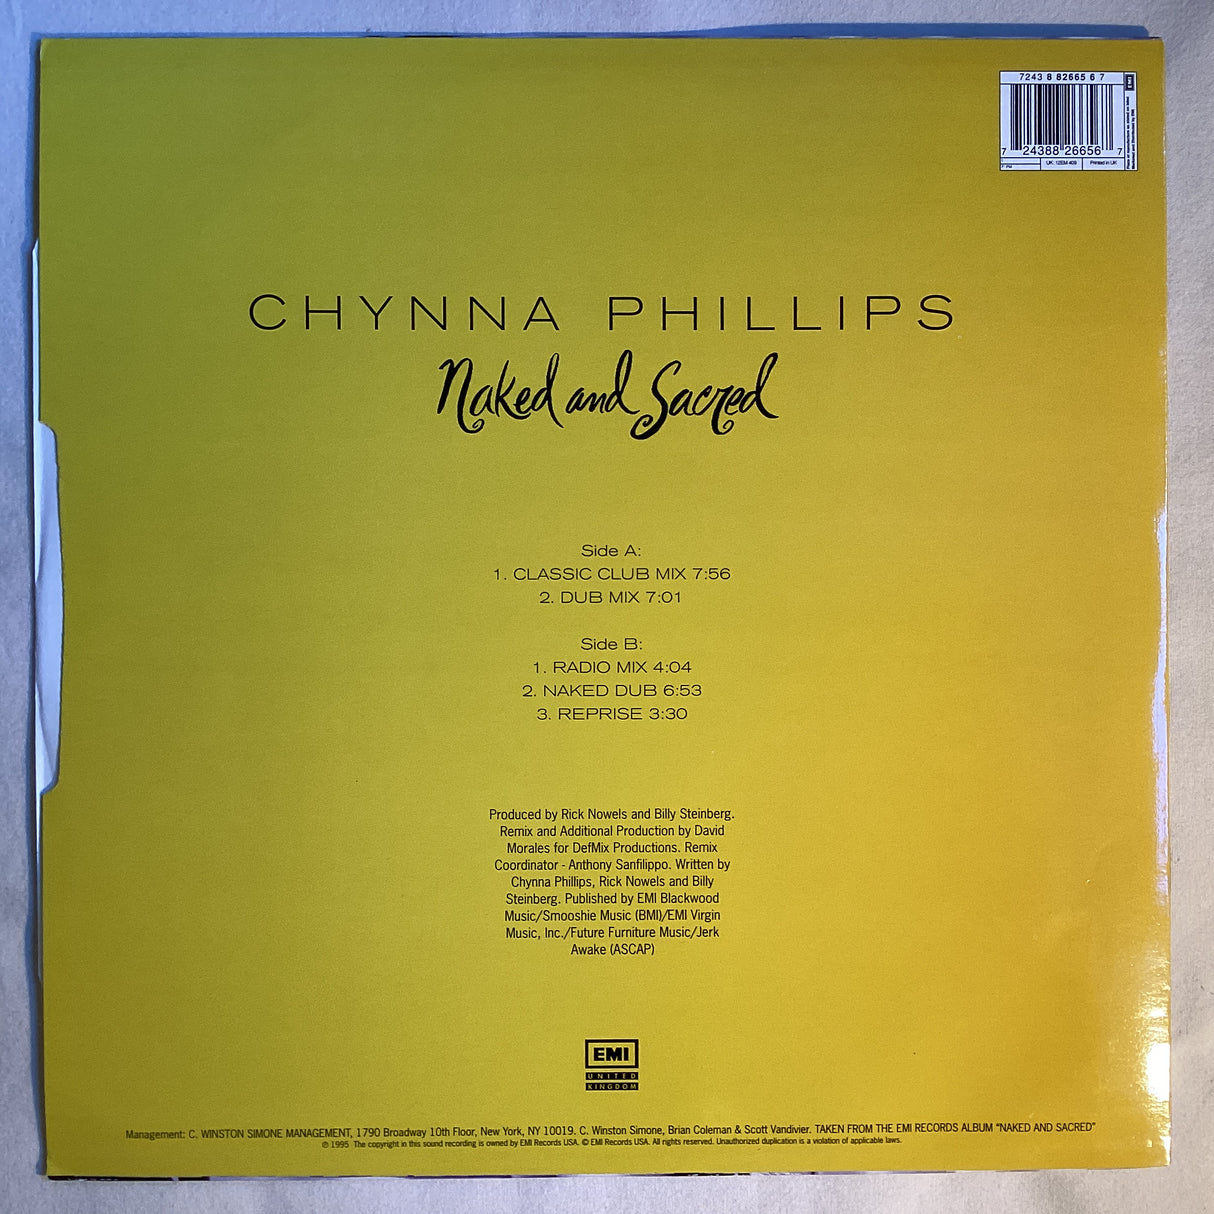 7243 8 82665 6 7
EMI
7 24388 26656 7
UK: 12EM 409
Printed in UK
CHYNNA PHILLIPS
Naked and Sacred
Side A:
1. CLASSIC CLUB MIX 7:56
2. DUB MIX 7:01
Side B:
1. RADIO MIX 4:04
2. NAKED DUB 6:53
3. REPRISE 3:30
Produced by Rick Nowels and Billy Steinberg.
Remix and Additional Production by David
Morales for DefMix Productions. Remix
Coordinator - Anthony Sanfilippo. Written by
Chynna Phillips, Rick Nowels and Billy
Steinberg. Published by EMI Blackwood
Music/Smooshie Music (BMI)/EMI Virgin
Music, Inc./Future Furniture Music/Jerk
Awake (ASCAP)
EMI
UNITED
KINGDOM
Management: C. WINSTON SIMONE MANAGEMENT, 1790 Broadway 10th Floor, New York, NY 10019. C. Winston Simone, Brian Coleman & Scott Vandivier. TAKEN FROM THE EMI RECORDS ALBUM "NAKED AND SACRED"
℗ 1995 The copyright in this sound recording is owned by EMI Records USA. © EMI Records USA. All rights reserved. Unauthorized duplication is a violation of applicable laws.